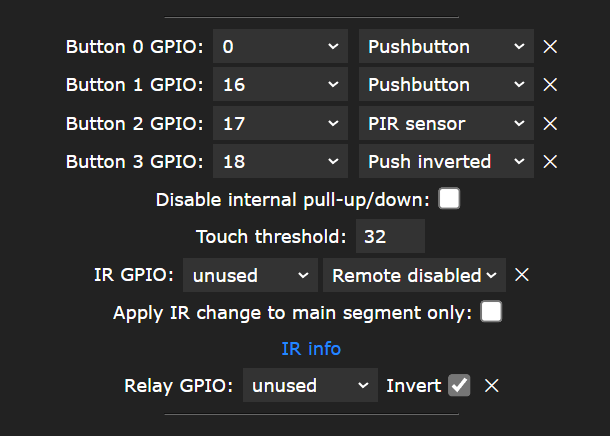 Button 0 GPIO: 0 Pushbutton
Button 1 GPIO: 16 Pushbutton
Button 2 GPIO: 17 PIR sensor
Button 3 GPIO: 18 Push inverted
Disable internal pull-up/down:
Touch threshold: 32
IR GPIO: unused Remote disabled
Apply IR change to main segment only:
IR info
Relay GPIO: unused Invert